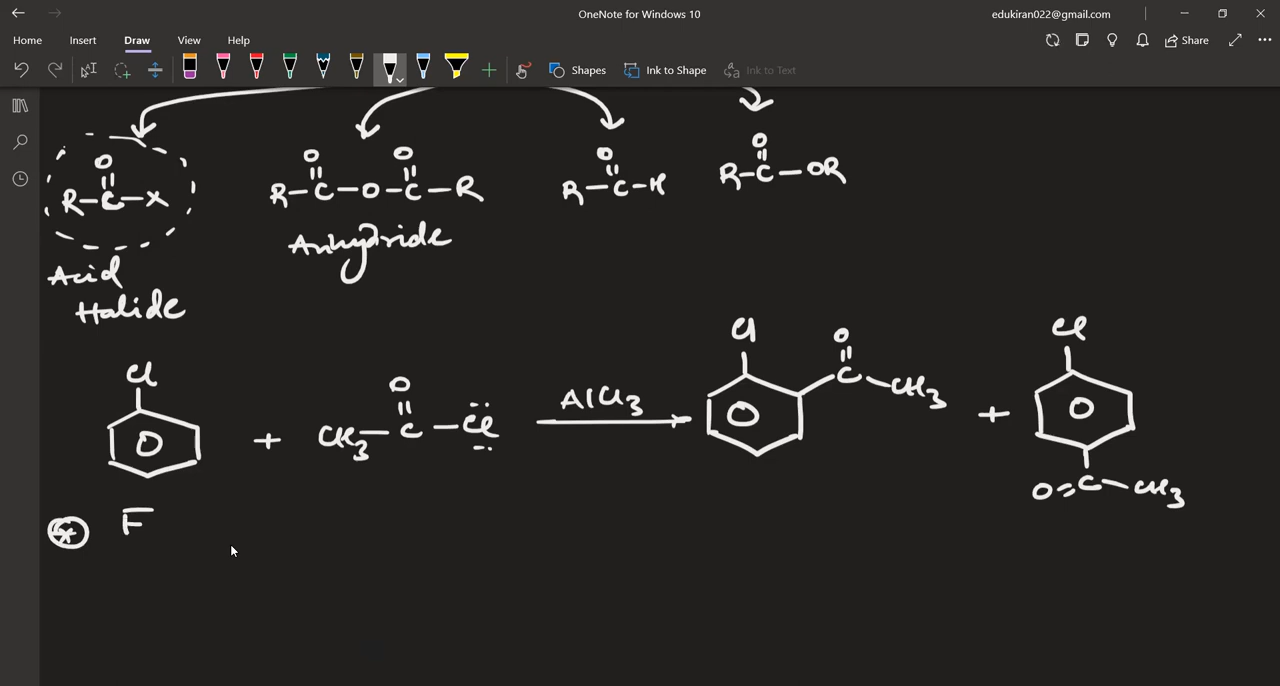 OneNote for Windows 10
edukiran022@gmail.com
Home Insert Draw View Help
Share
Shapes
Ink to Shape
Ink to Text
O O O O O
R-C-X R-C-O-C-R R-C-H R-C-OR
Acid
Halide
Anhydride
Cl O AlCl3 Cl O Cl
O + CH3-C-Cl O C-CH3 + O
O=C-CH3
* F